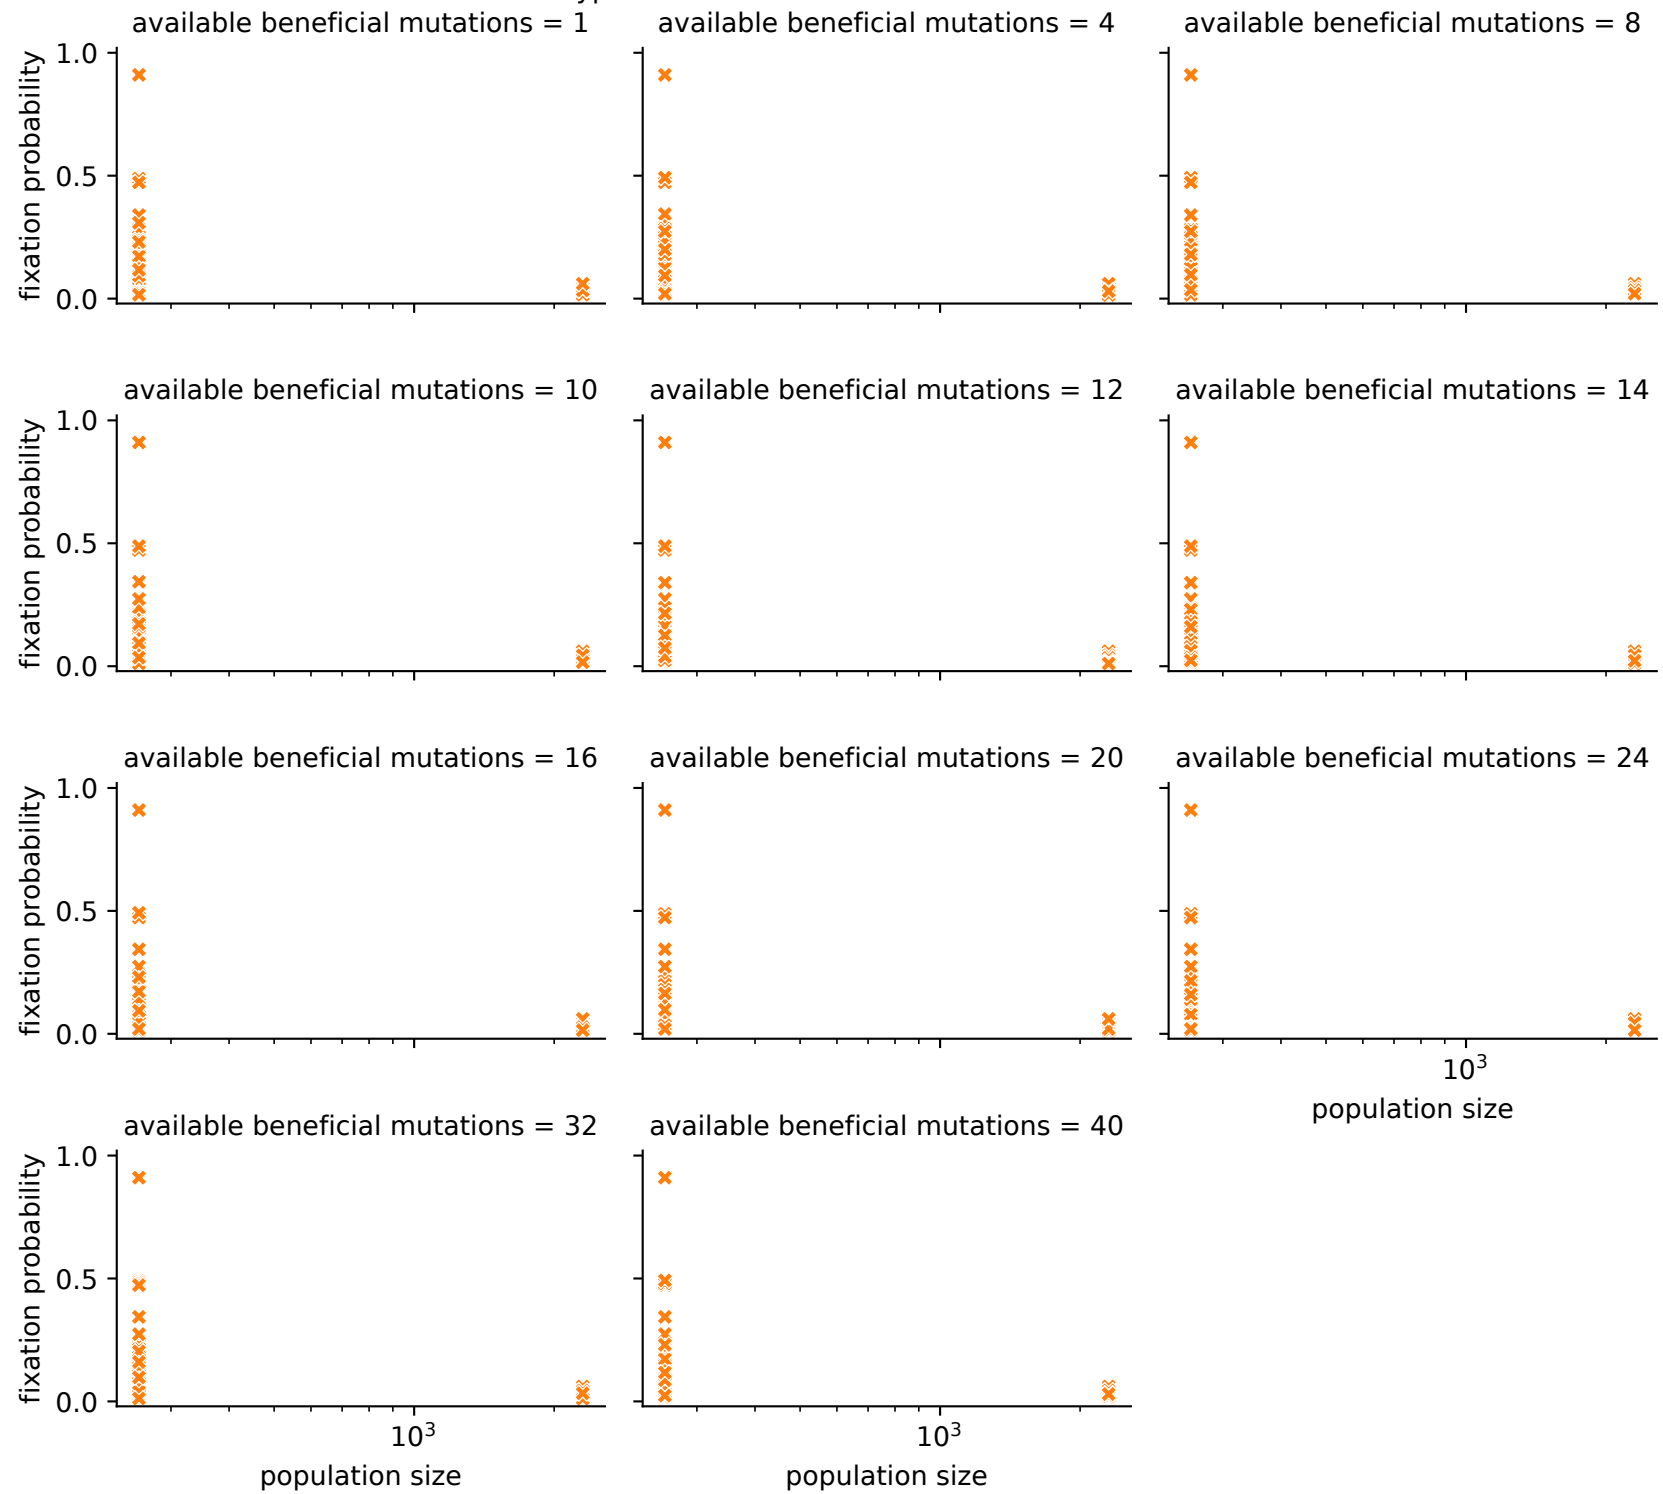 available beneficial mutations = 1
available beneficial mutations = 4
available beneficial mutations = 8
fixation probability
1.0
0.5
0.0
available beneficial mutations = 10
available beneficial mutations = 12
available beneficial mutations = 14
fixation probability
1.0
0.5
0.0
available beneficial mutations = 16
available beneficial mutations = 20
available beneficial mutations = 24
fixation probability
1.0
0.5
0.0
10³
population size
available beneficial mutations = 32
available beneficial mutations = 40
fixation probability
1.0
0.5
0.0
10³
10³
population size
population size